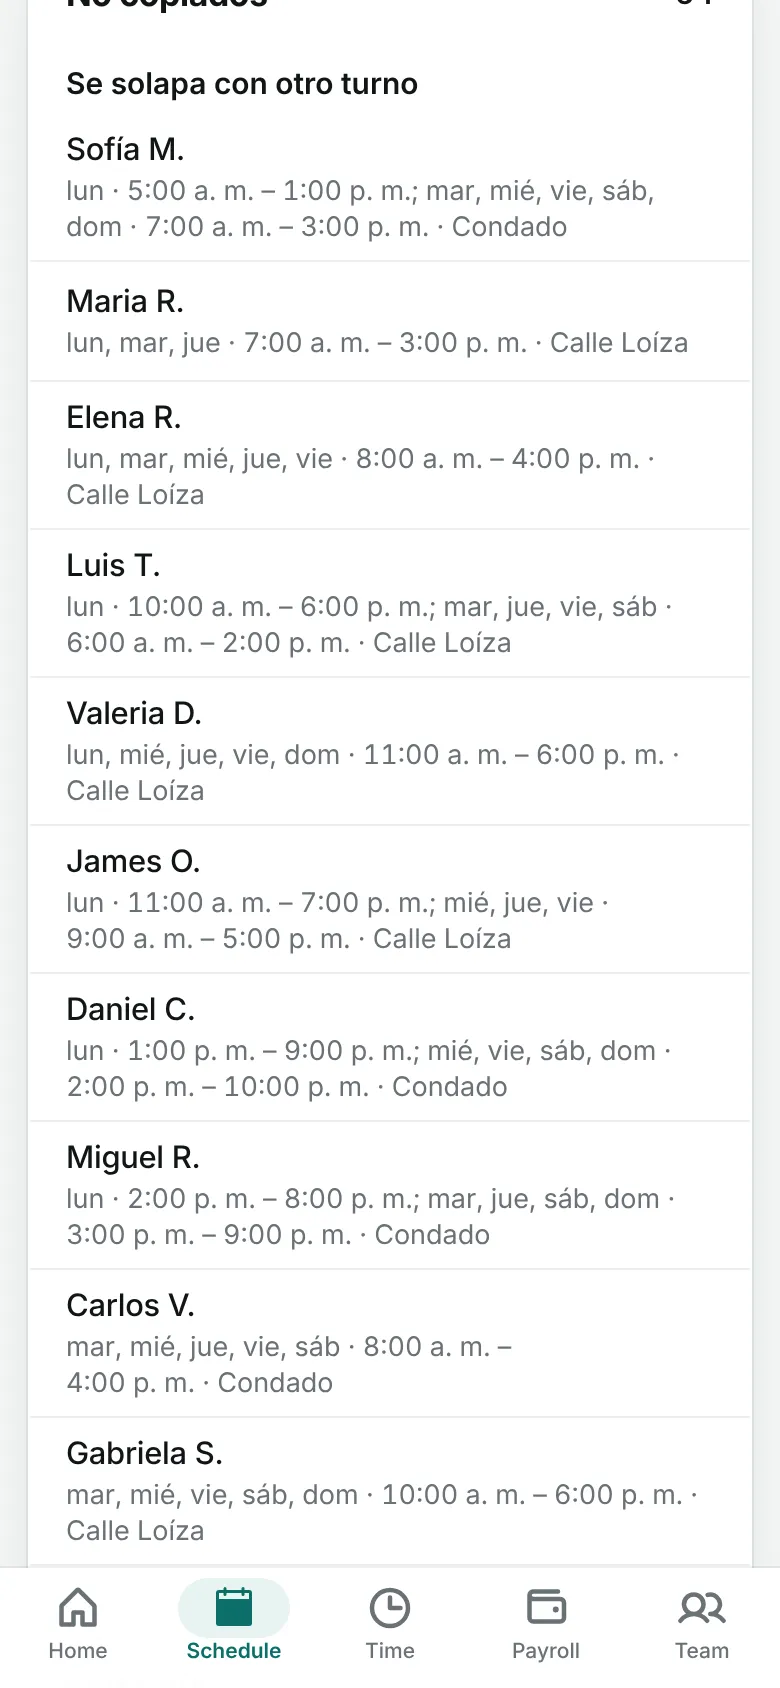 No copiados
Se solapa con otro turno
Sofía M.
lun · 5:00 a. m. – 1:00 p. m.; mar, mié, vie, sáb,
dom · 7:00 a. m. – 3:00 p. m. · Condado
Maria R.
lun, mar, jue · 7:00 a. m. – 3:00 p. m. · Calle Loíza
Elena R.
lun, mar, mié, jue, vie · 8:00 a. m. – 4:00 p. m. ·
Calle Loíza
Luis T.
lun · 10:00 a. m. – 6:00 p. m.; mar, jue, vie, sáb ·
6:00 a. m. – 2:00 p. m. · Calle Loíza
Valeria D.
lun, mié, jue, vie, dom · 11:00 a. m. – 6:00 p. m. ·
Calle Loíza
James O.
lun · 11:00 a. m. – 7:00 p. m.; mié, jue, vie ·
9:00 a. m. – 5:00 p. m. · Calle Loíza
Daniel C.
lun · 1:00 p. m. – 9:00 p. m.; mié, vie, sáb, dom ·
2:00 p. m. – 10:00 p. m. · Condado
Miguel R.
lun · 2:00 p. m. – 8:00 p. m.; mar, jue, sáb, dom ·
3:00 p. m. – 9:00 p. m. · Condado
Carlos V.
mar, mié, jue, vie, sáb · 8:00 a. m. –
4:00 p. m. · Condado
Gabriela S.
mar, mié, vie, sáb, dom · 10:00 a. m. – 6:00 p. m. ·
Calle Loíza
Home
Schedule
Time
Payroll
Team